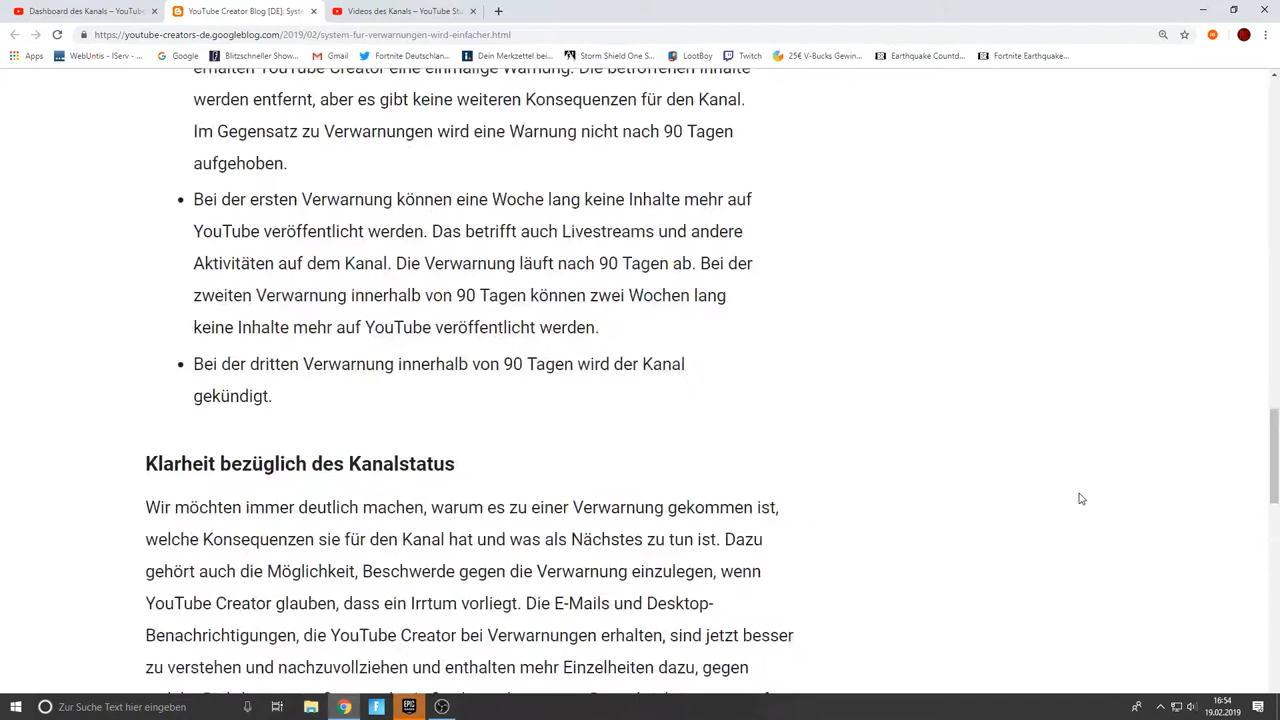 Dashboard des Kanals – YouTube
YouTube Creator Blog [DE]: Syste
Videos des Kanals – YouTube Stu
https://youtube-creators-de.googleblog.com/2019/02/system-fur-verwarnungen-wird-einfacher.html
Apps
WebUntis – IServ -...
Google
Blitzschneller Show...
Gmail
Fortnite Deutschlan...
Dein Merkzettel bei...
Storm Shield One S...
LootBoy
Twitch
25€ V-Bucks Gewin...
Earthquake Countd...
Fortnite Earthquake...
erhalten YouTube Creator eine einmalige Warnung. Die betroffenen Inhalte
werden entfernt, aber es gibt keine weiteren Konsequenzen für den Kanal.
Im Gegensatz zu Verwarnungen wird eine Warnung nicht nach 90 Tagen
aufgehoben.
• Bei der ersten Verwarnung können eine Woche lang keine Inhalte mehr auf
YouTube veröffentlicht werden. Das betrifft auch Livestreams und andere
Aktivitäten auf dem Kanal. Die Verwarnung läuft nach 90 Tagen ab. Bei der
zweiten Verwarnung innerhalb von 90 Tagen können zwei Wochen lang
keine Inhalte mehr auf YouTube veröffentlicht werden.
• Bei der dritten Verwarnung innerhalb von 90 Tagen wird der Kanal
gekündigt.
Klarheit bezüglich des Kanalstatus
Wir möchten immer deutlich machen, warum es zu einer Verwarnung gekommen ist,
welche Konsequenzen sie für den Kanal hat und was als Nächstes zu tun ist. Dazu
gehört auch die Möglichkeit, Beschwerde gegen die Verwarnung einzulegen, wenn
YouTube Creator glauben, dass ein Irrtum vorliegt. Die E-Mails und Desktop-
Benachrichtigungen, die YouTube Creator bei Verwarnungen erhalten, sind jetzt besser
zu verstehen und nachzuvollziehen und enthalten mehr Einzelheiten dazu, gegen
Zur Suche Text hier eingeben
EPIC
16:54
19.02.2019